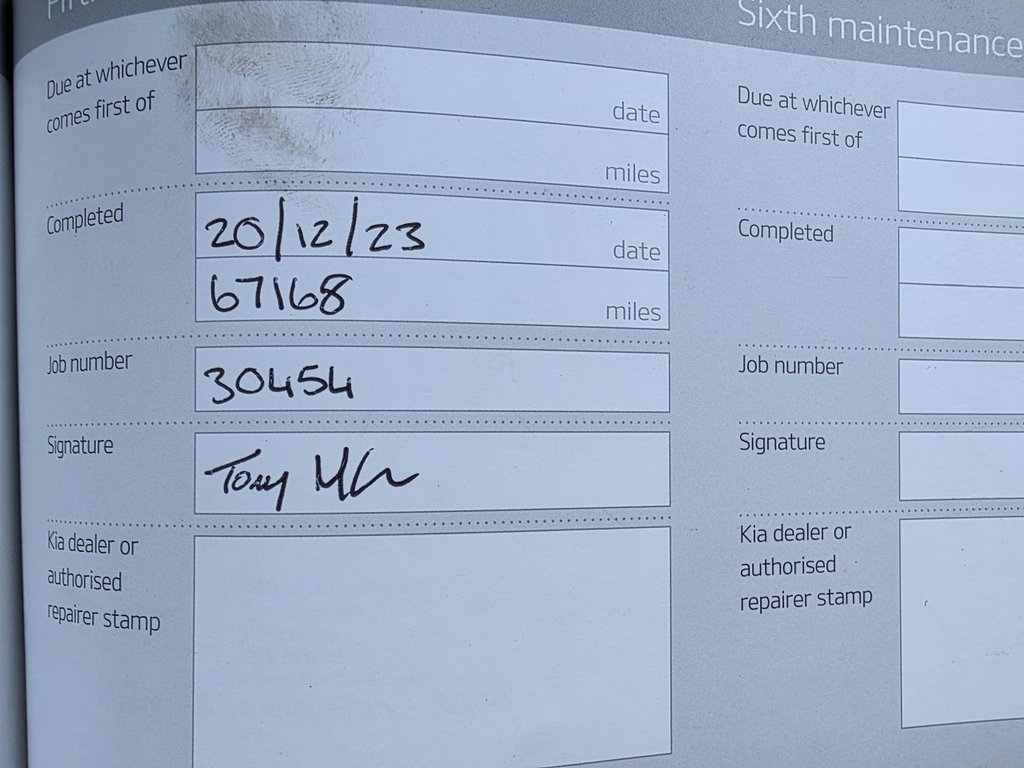 Sixth maintenance
Due at whichever
comes first of
date
miles
Completed
20/12/23
date
67168
miles
Job number
30454
Signature
Tony
Kia dealer or
authorised
repairer stamp
Due at whichever
comes first of
Completed
Job number
Signature
Kia dealer or
authorised
repairer stamp